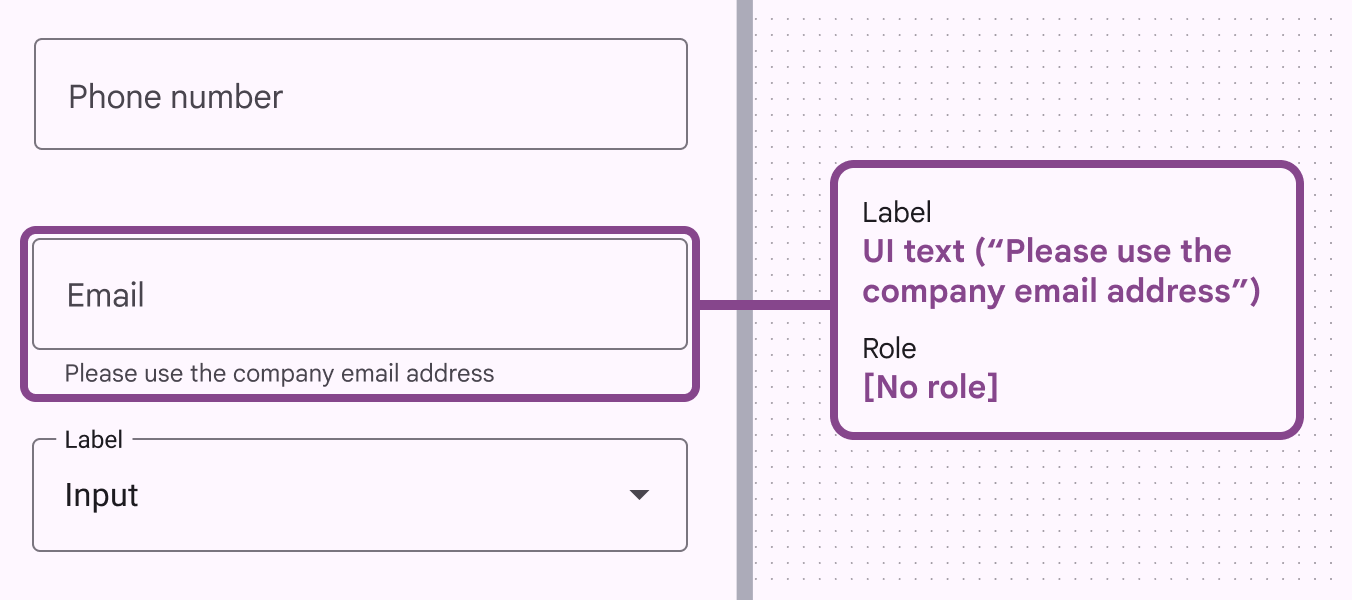 Phone number
Email
Please use the company email address
Label
Input
Label
UI text (“Please use the
company email address”)
Role
[No role]